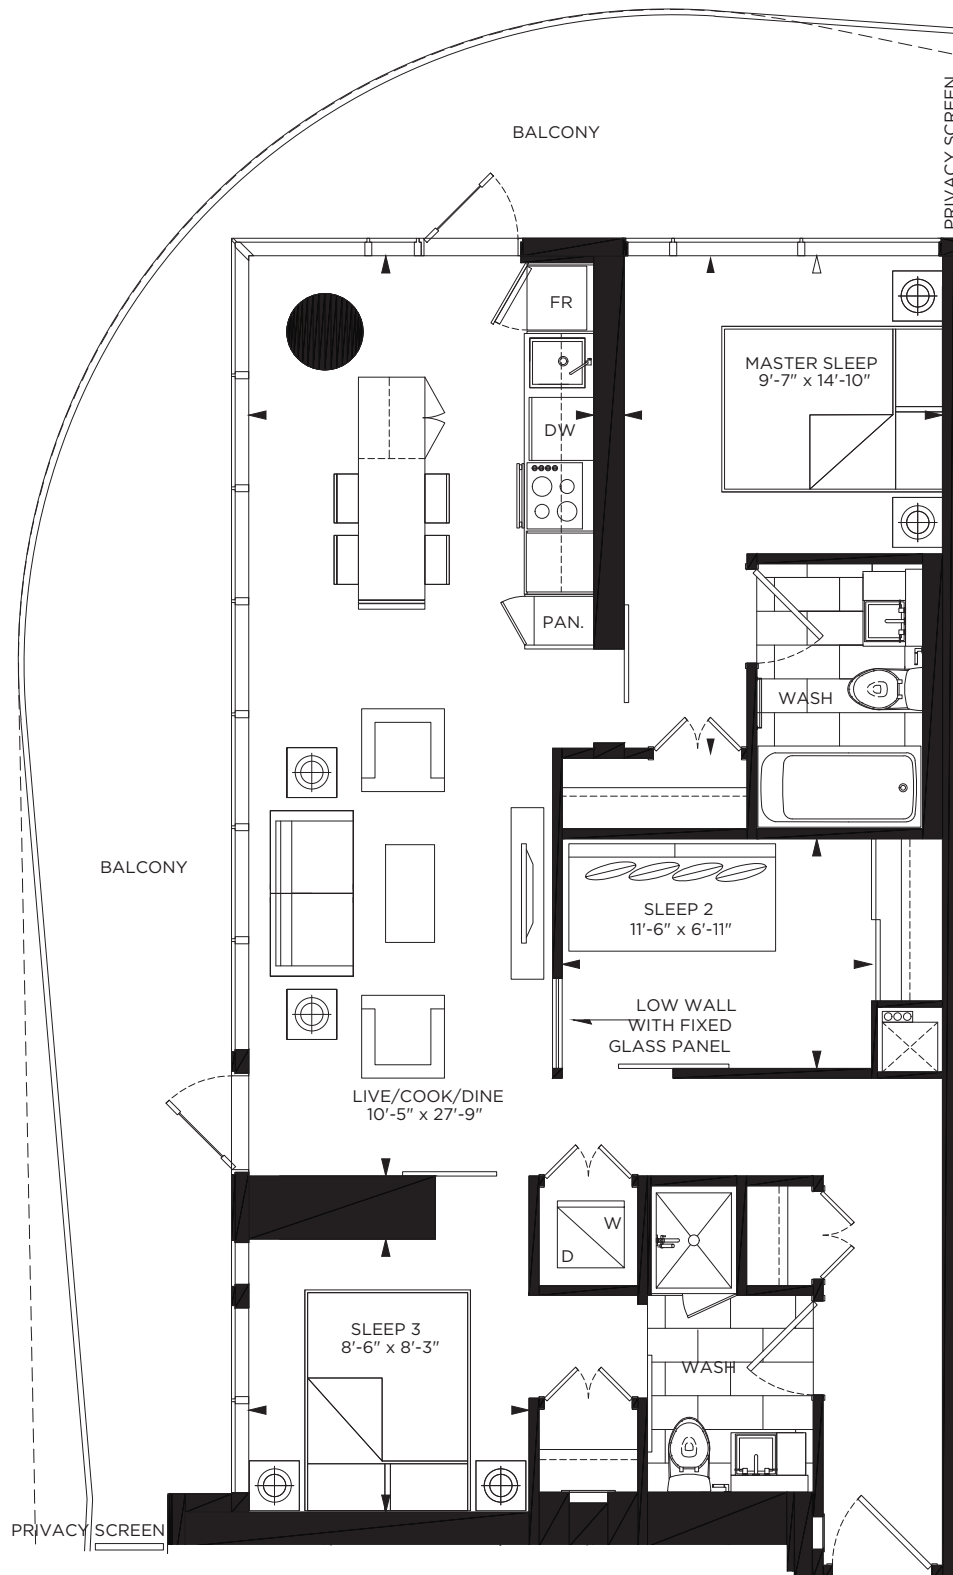 BALCONY
PRIVACY SCREEN
FR
MASTER SLEEP
9'-7" x 14'-10"
DW
PAN.
WASH
BALCONY
SLEEP 2
11'-6" x 6'-11"
LOW WALL
WITH FIXED
GLASS PANEL
LIVE/COOK/DINE
10'-5" x 27'-9"
W
D
SLEEP 3
8'-6" x 8'-3"
WASH
PRIVACY SCREEN